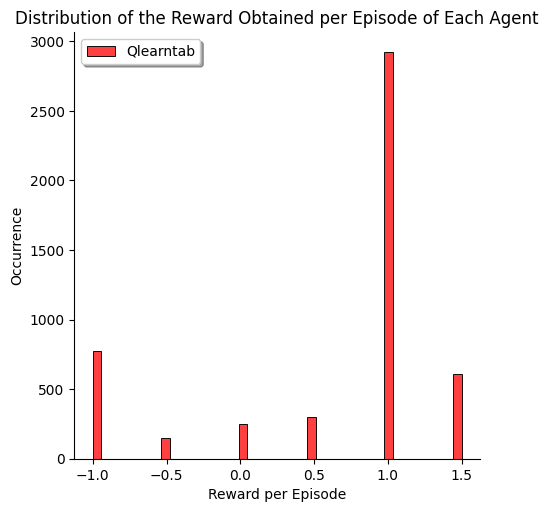 Distribution of the Reward Obtained per Episode of Each Agent
Qlearntab
3000
2500
2000
1500
1000
500
0
Occurrence
−1.0 −0.5 0.0 0.5 1.0 1.5
Reward per Episode